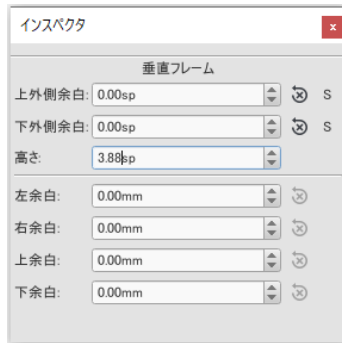 インスペクタ
x
垂直フレーム
上外側余白: 0.00sp S
下外側余白: 0.00sp S
高さ: 3.88sp
左余白: 0.00mm
右余白: 0.00mm
上余白: 0.00mm
下余白: 0.00mm